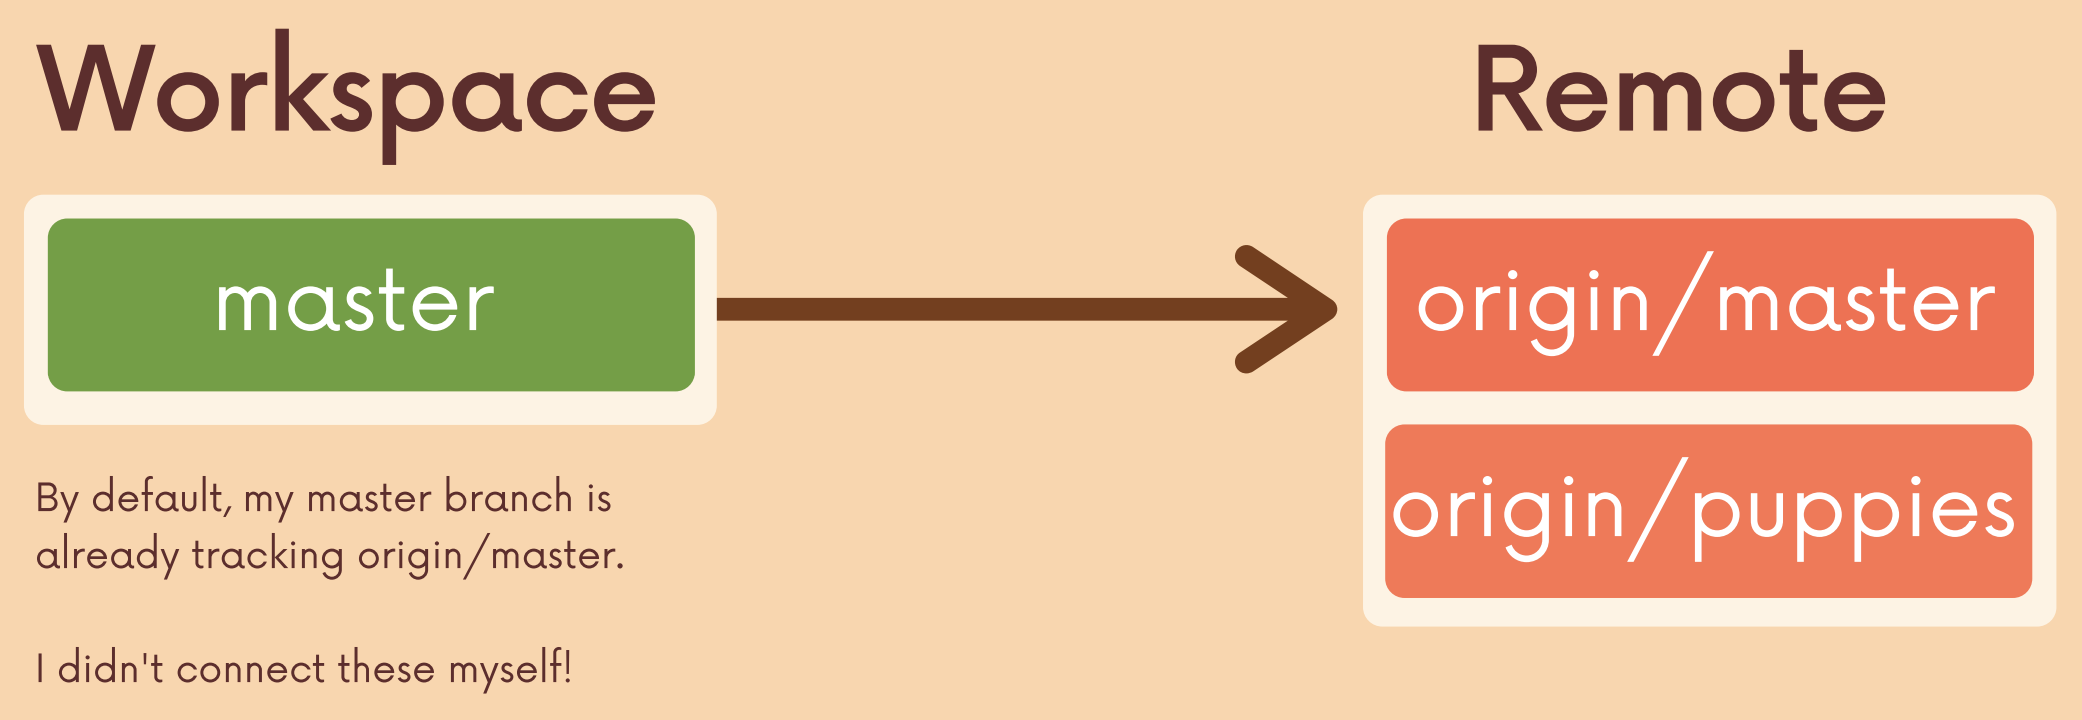 Workspace
Remote
master
origin/master
origin/puppies
By default, my master branch is
already tracking origin/master.
I didn't connect these myself!